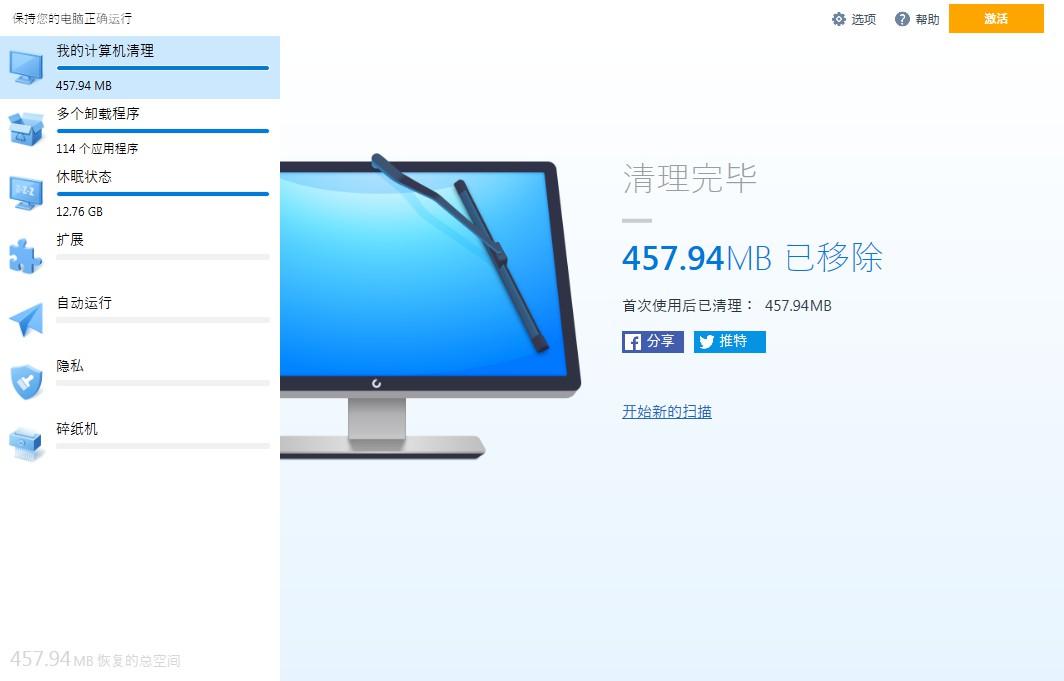 保持您的电脑正确运行
选项
帮助
激活
我的计算机清理
457.94 MB
多个卸载程序
114 个应用程序
休眠状态
12.76 GB
扩展
自动运行
隐私
碎纸机
457.94 MB 恢复的总空间
Z-Z-Z
清理完毕
457.94MB 已移除
首次使用后已清理： 457.94MB
分享
推特
开始新的扫描